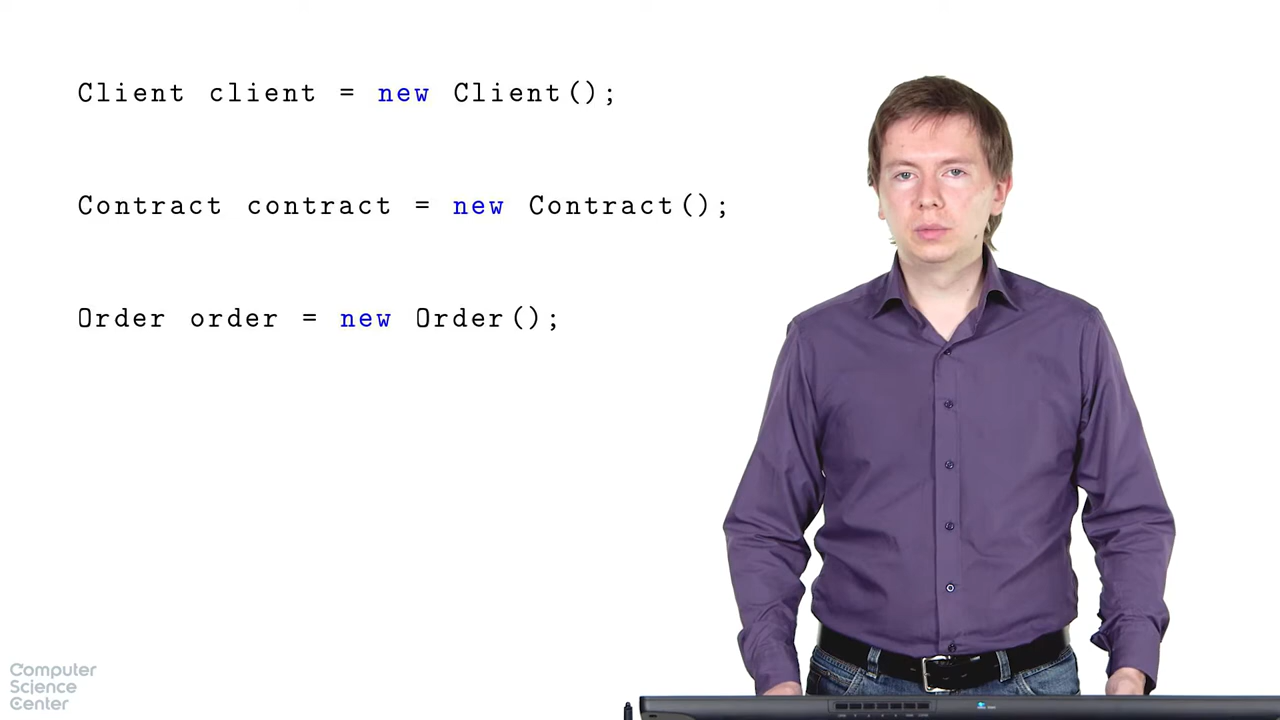 Client client = new Client();
Contract contract = new Contract();
Order order = new Order();
Computer
Science
Center